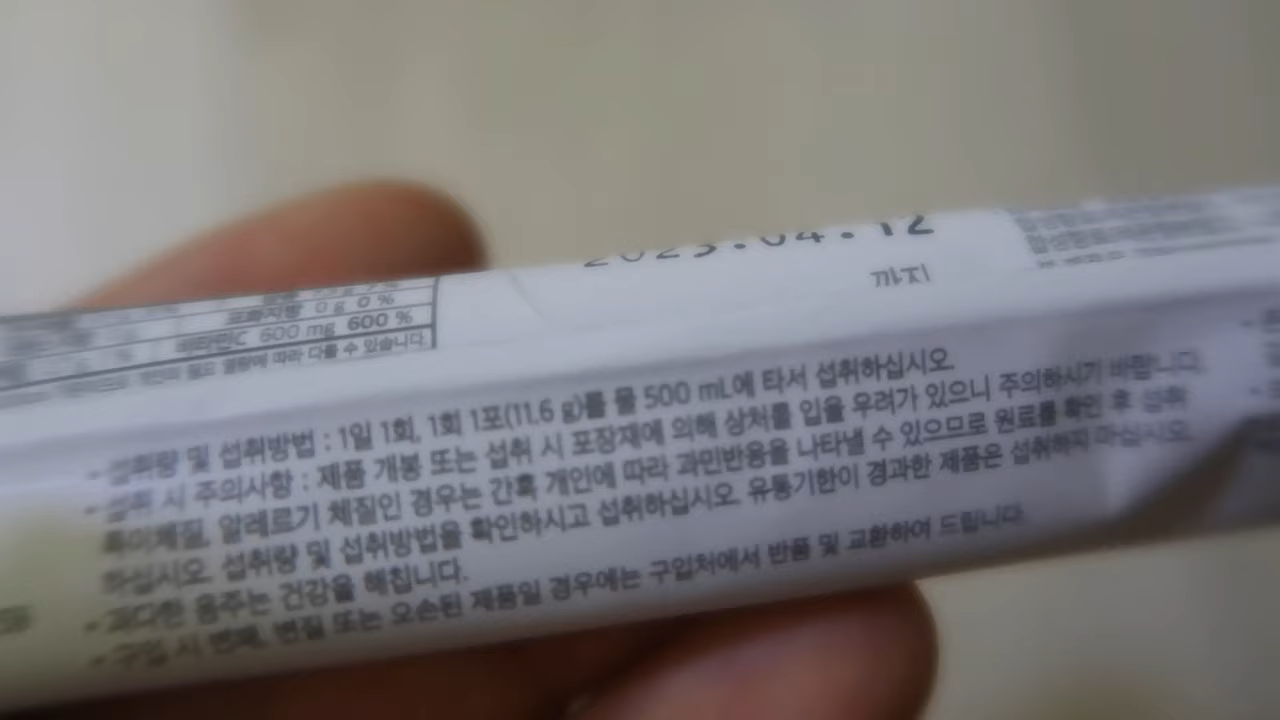 2023.04.12
까지
포화지방 0 g 0 %
비타민C 600 mg 600 %
열량에 따라 다를 수 있습니다.
• 섭취량 및 섭취방법 : 1일 1회, 1회 1포(11.6 g)를 물 500 mL에 타서 섭취하십시오.
• 섭취 시 주의사항 : 제품 개봉 또는 섭취 시 포장재에 의해 상처를 입을 우려가 있으니 주의하시기 바랍니다.
특이체질, 알레르기 체질인 경우는 간혹 개인에 따라 과민반응을 나타낼 수 있으므로 원료를 확인 후 섭취
하십시오. 섭취량 및 섭취방법을 확인하시고 섭취하십시오. 유통기한이 경과한 제품은 섭취하지 마십시오.
• 과다한 음주는 건강을 해칩니다.
• 구입 시 변패, 변질 또는 오손된 제품일 경우에는 구입처에서 반품 및 교환하여 드립니다.